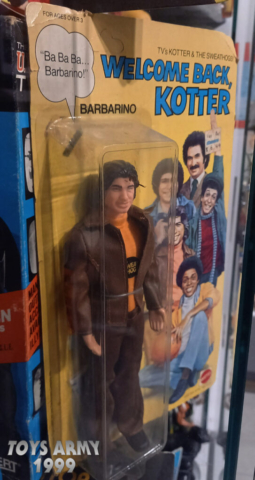 FOR AGES OVER 3
"Ba Ba Ba...
Barbarino!"
TV's KOTTER & THE SWEATHOGS
WELCOME BACK,
KOTTER
BARBARINO
TOYS ARMY
1999